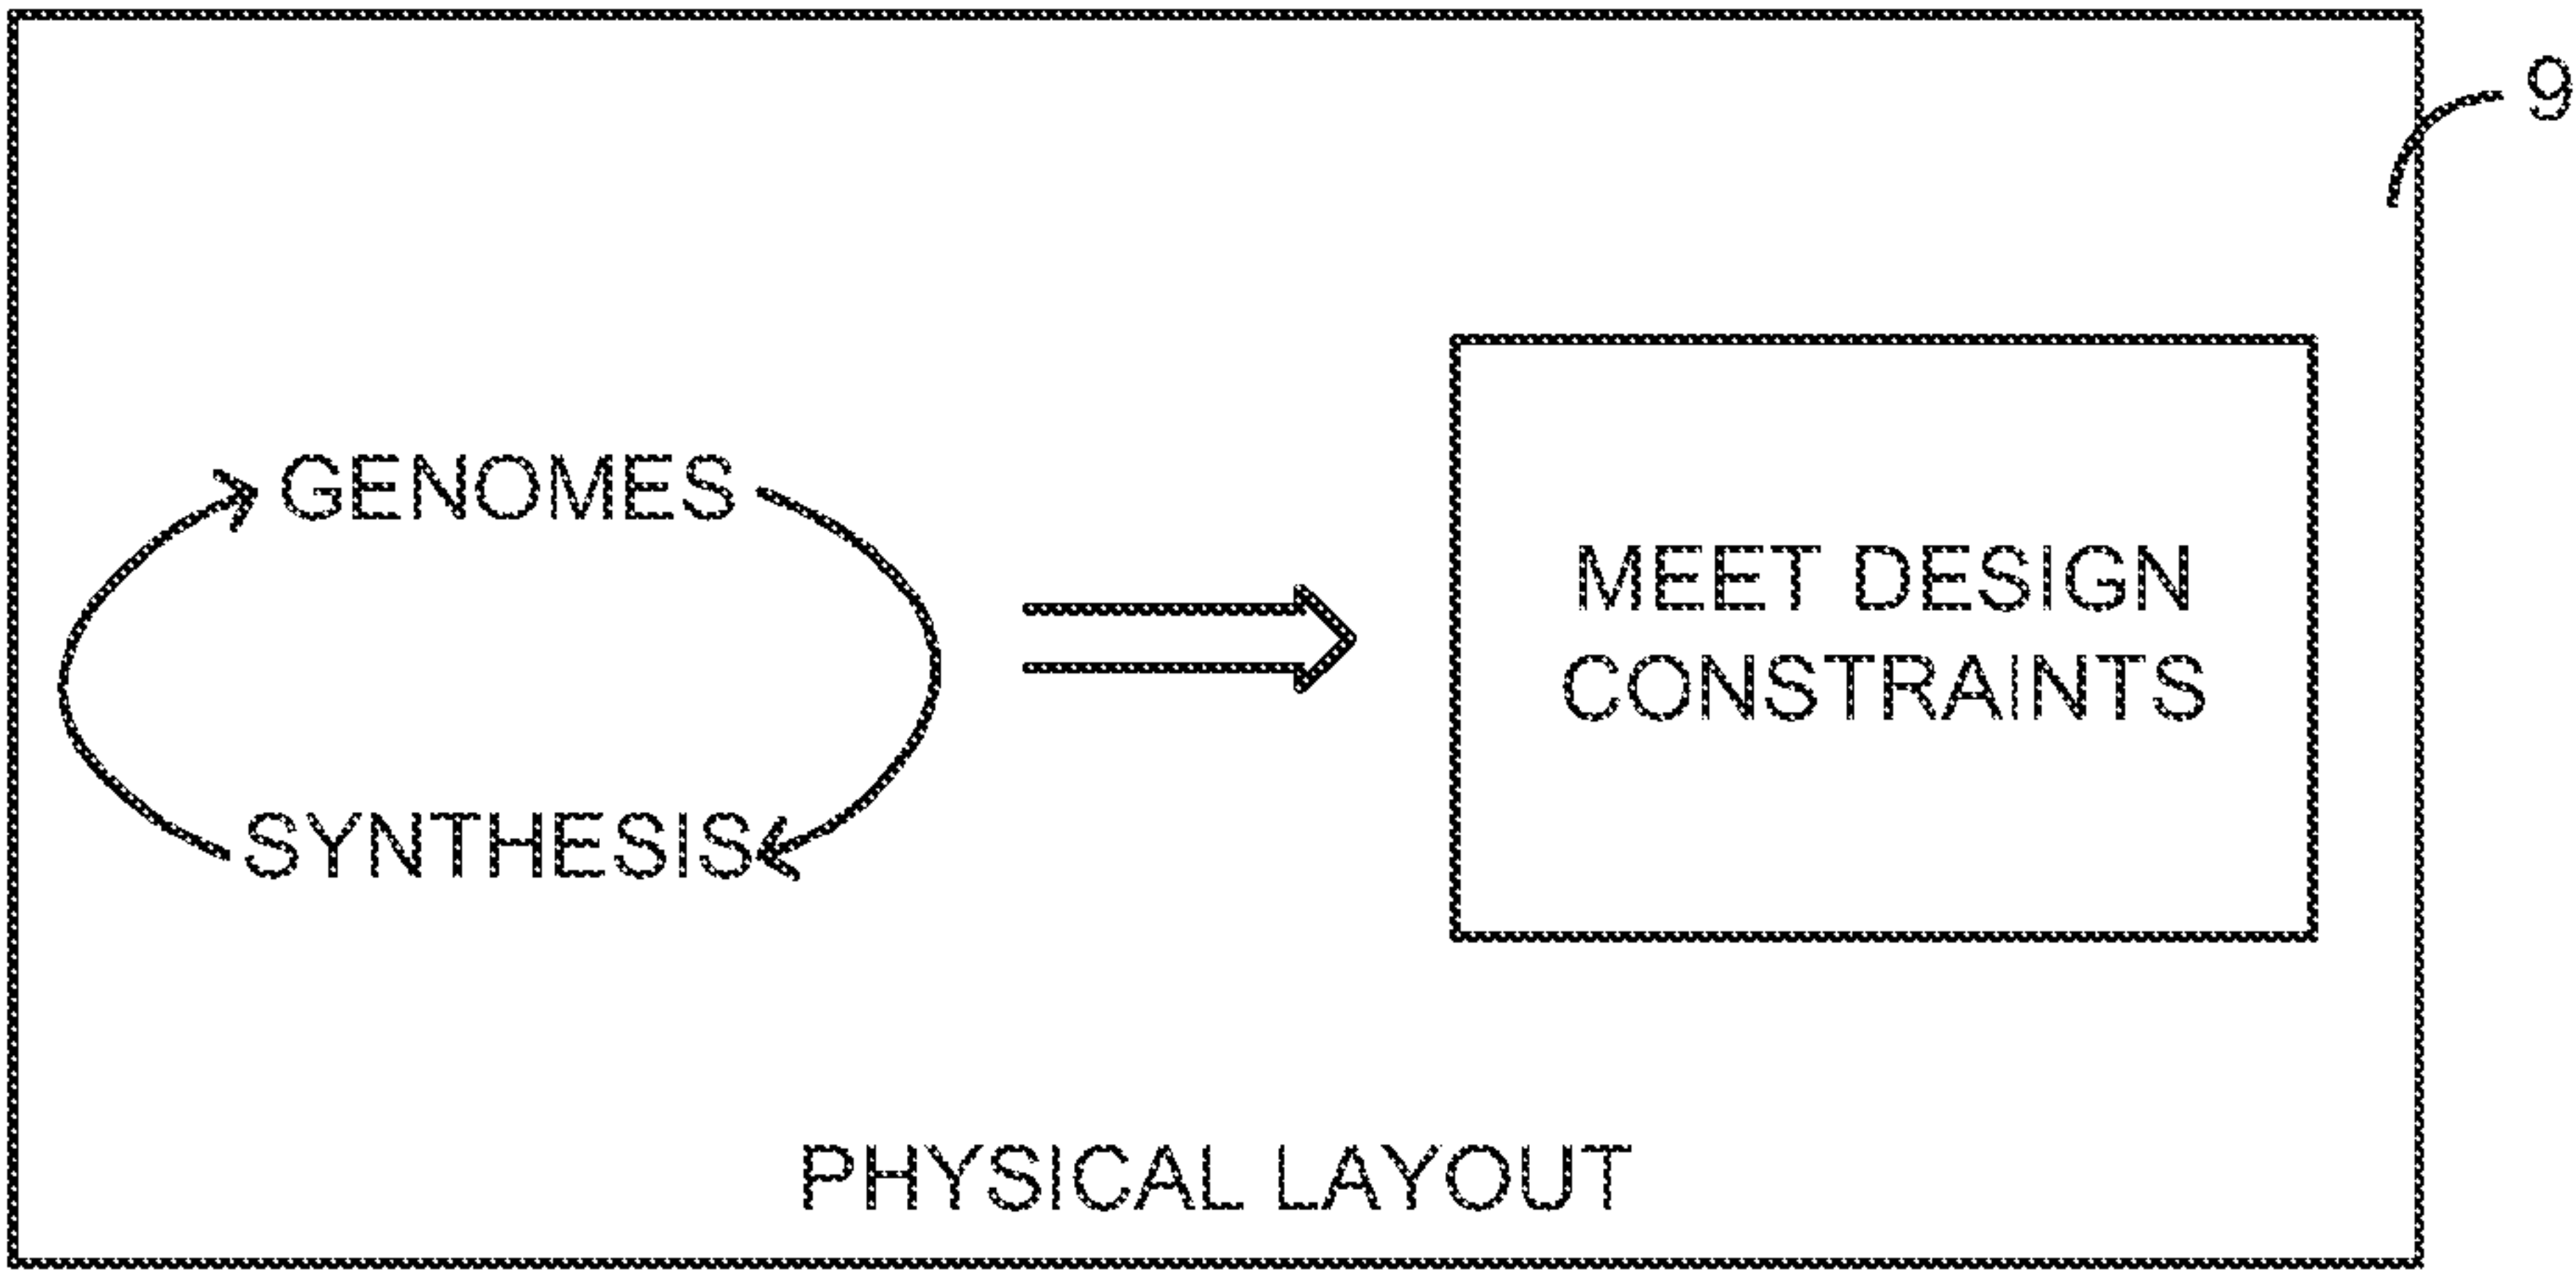 9
GENOMES
MEET DESIGN
CONSTRAINTS
SYNTHESIS
PHYSICAL LAYOUT